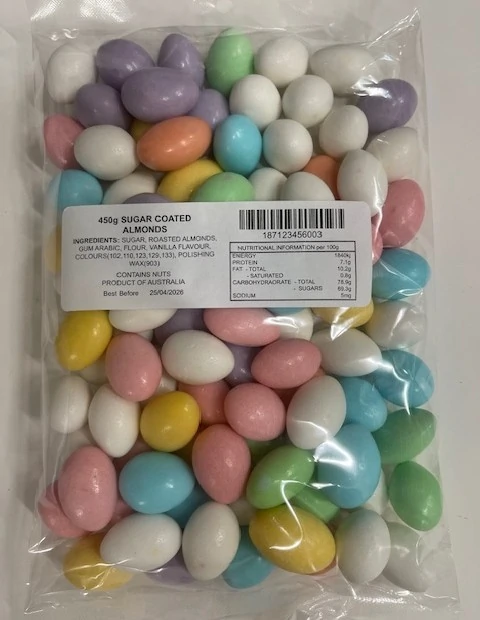 450g SUGAR COATED
ALMONDS
INGREDIENTS: SUGAR, ROASTED ALMONDS,
GUM ARABIC, FLOUR, VANILLA FLAVOUR,
COLOURS(102,110,123,129,133), POLISHING
WAX(903)
CONTAINS NUTS
PRODUCT OF AUSTRALIA
Best Before 25/04/2026
187123456003
NUTRITIONAL INFORMATION per 100g
ENERGY 1840kj
PROTEIN 7.1g
FAT - TOTAL 10.2g
- SATURATED 0.8g
CARBOHYDRAORATE - TOTAL 78.9g
- SUGARS 69.3g
SODIUM 5mg